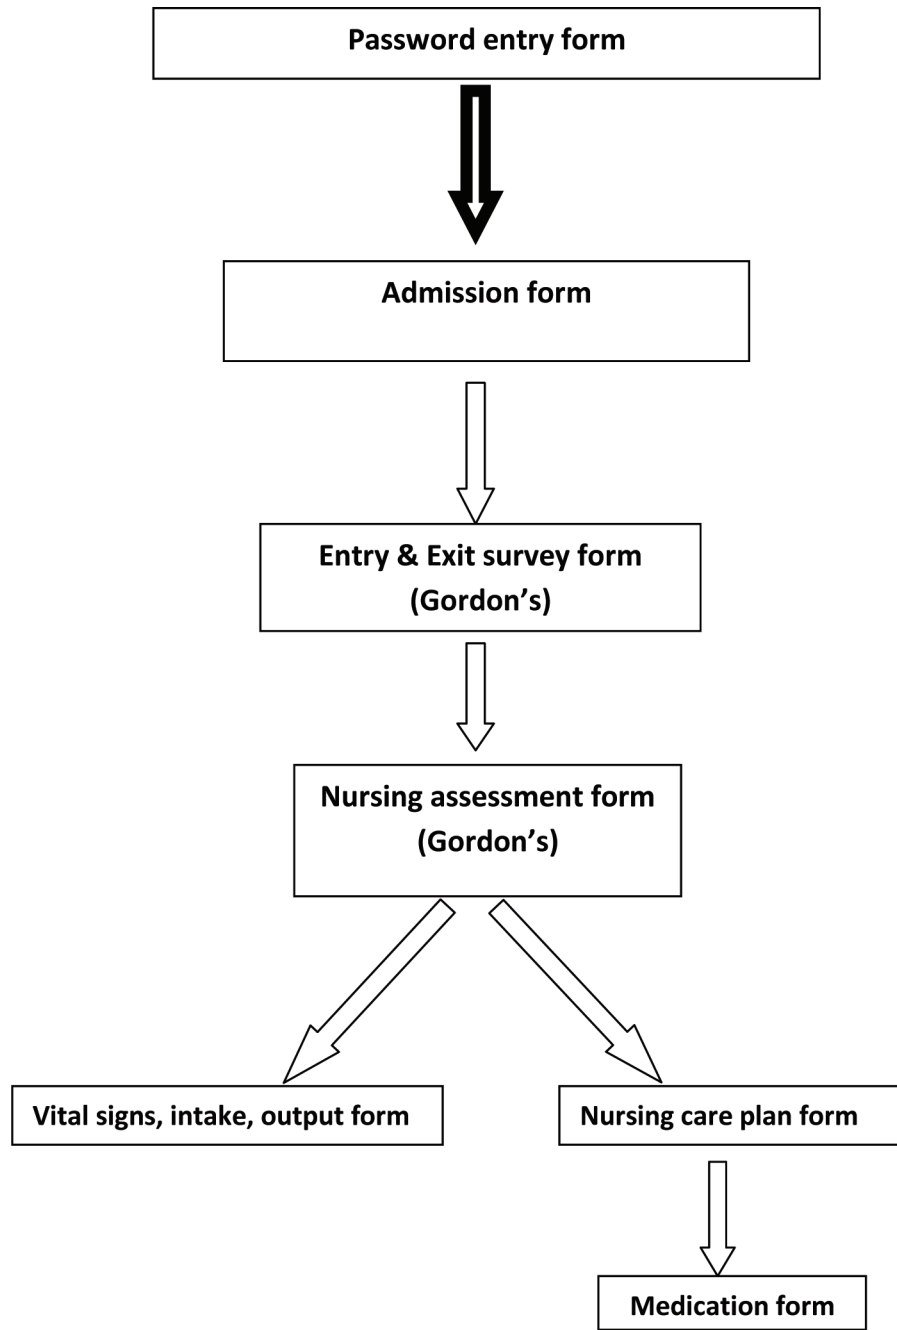 Password entry form
Admission form
Entry & Exit survey form
(Gordon’s)
Nursing assessment form
(Gordon’s)
Vital signs, intake, output form
Nursing care plan form
Medication form